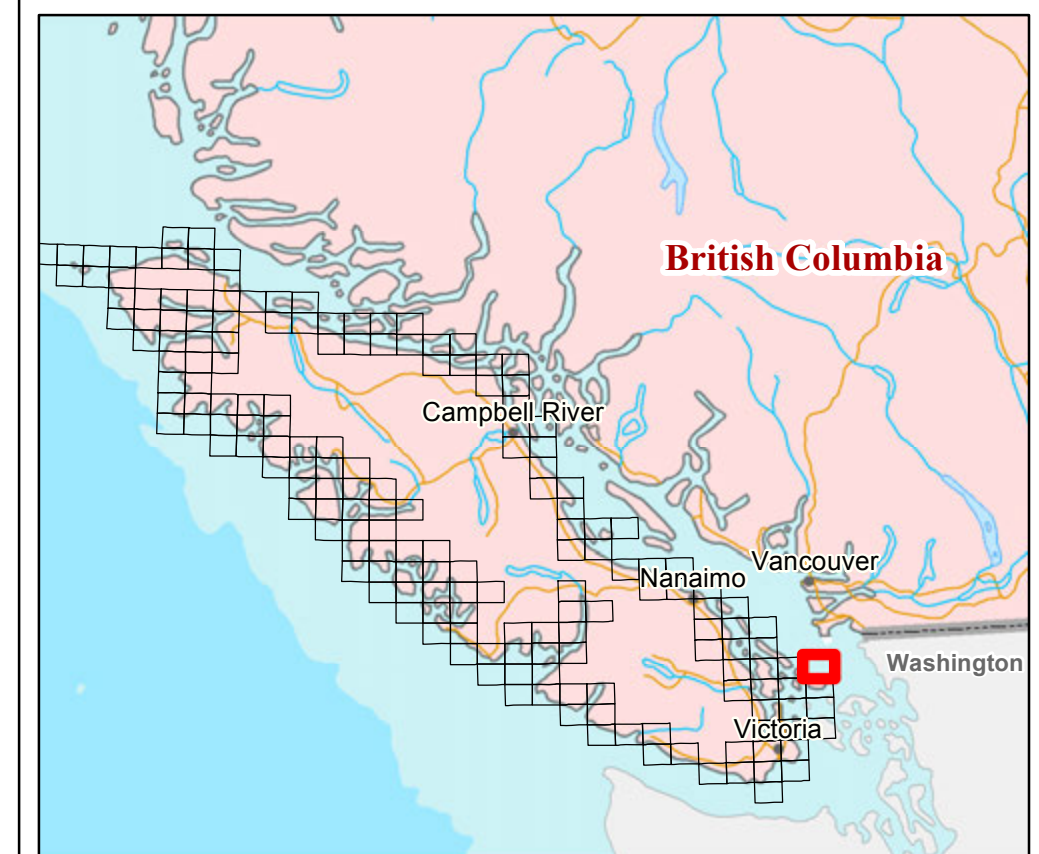 British Columbia
Campbell River
Vancouver
Nanaimo
Washington
Victoria